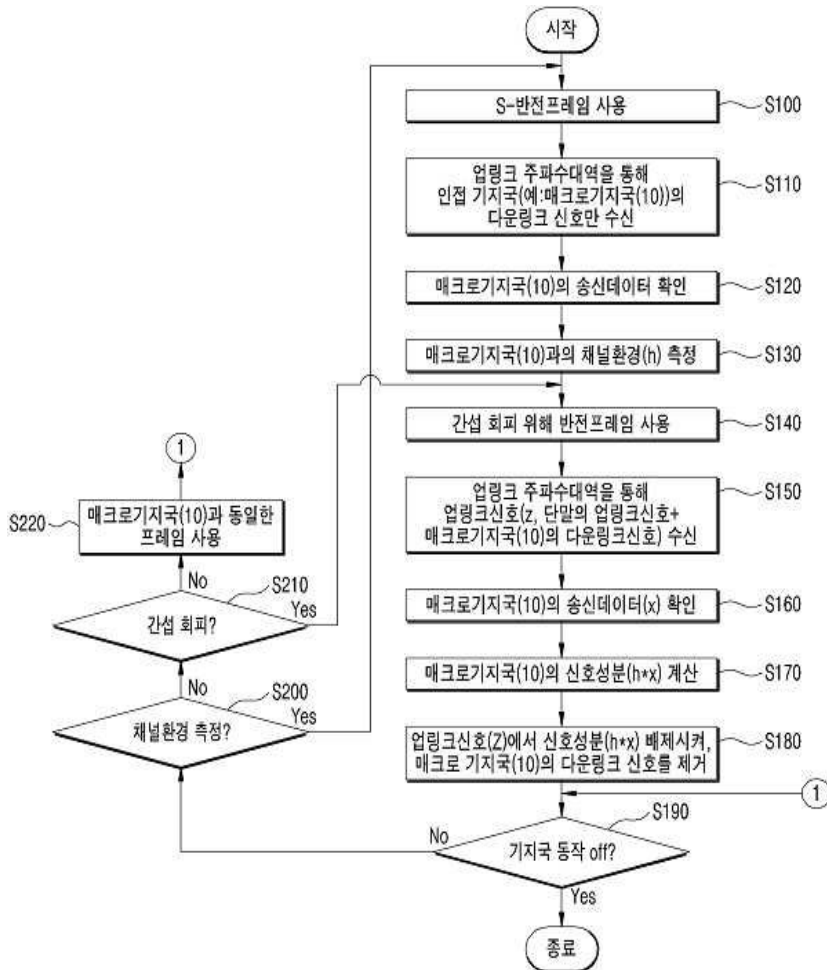 시작
S-반전프레임 사용
S100
업링크 주파수대역을 통해
인접 기지국(예:매크로기지국(10))의
다운링크 신호만 수신
S110
매크로기지국(10)의 송신데이터 확인
S120
매크로기지국(10)과의 채널환경(h) 측정
S130
간섭 회피 위해 반전프레임 사용
S140
업링크 주파수대역을 통해
업링크신호(z, 단말의 업링크신호+
매크로기지국(10)의 다운링크신호) 수신
S150
매크로기지국(10)의 송신데이터(x) 확인
S160
매크로기지국(10)의 신호성분(h*x) 계산
S170
업링크신호(Z)에서 신호성분(h*x) 배제시켜,
매크로 기지국(10)의 다운링크 신호를 제거
S180
1
S190
기지국 동작 off?
No
Yes
종료
S200
채널환경 측정?
No
Yes
S210
간섭 회피?
No
Yes
S220
매크로기지국(10)과 동일한
프레임 사용
1